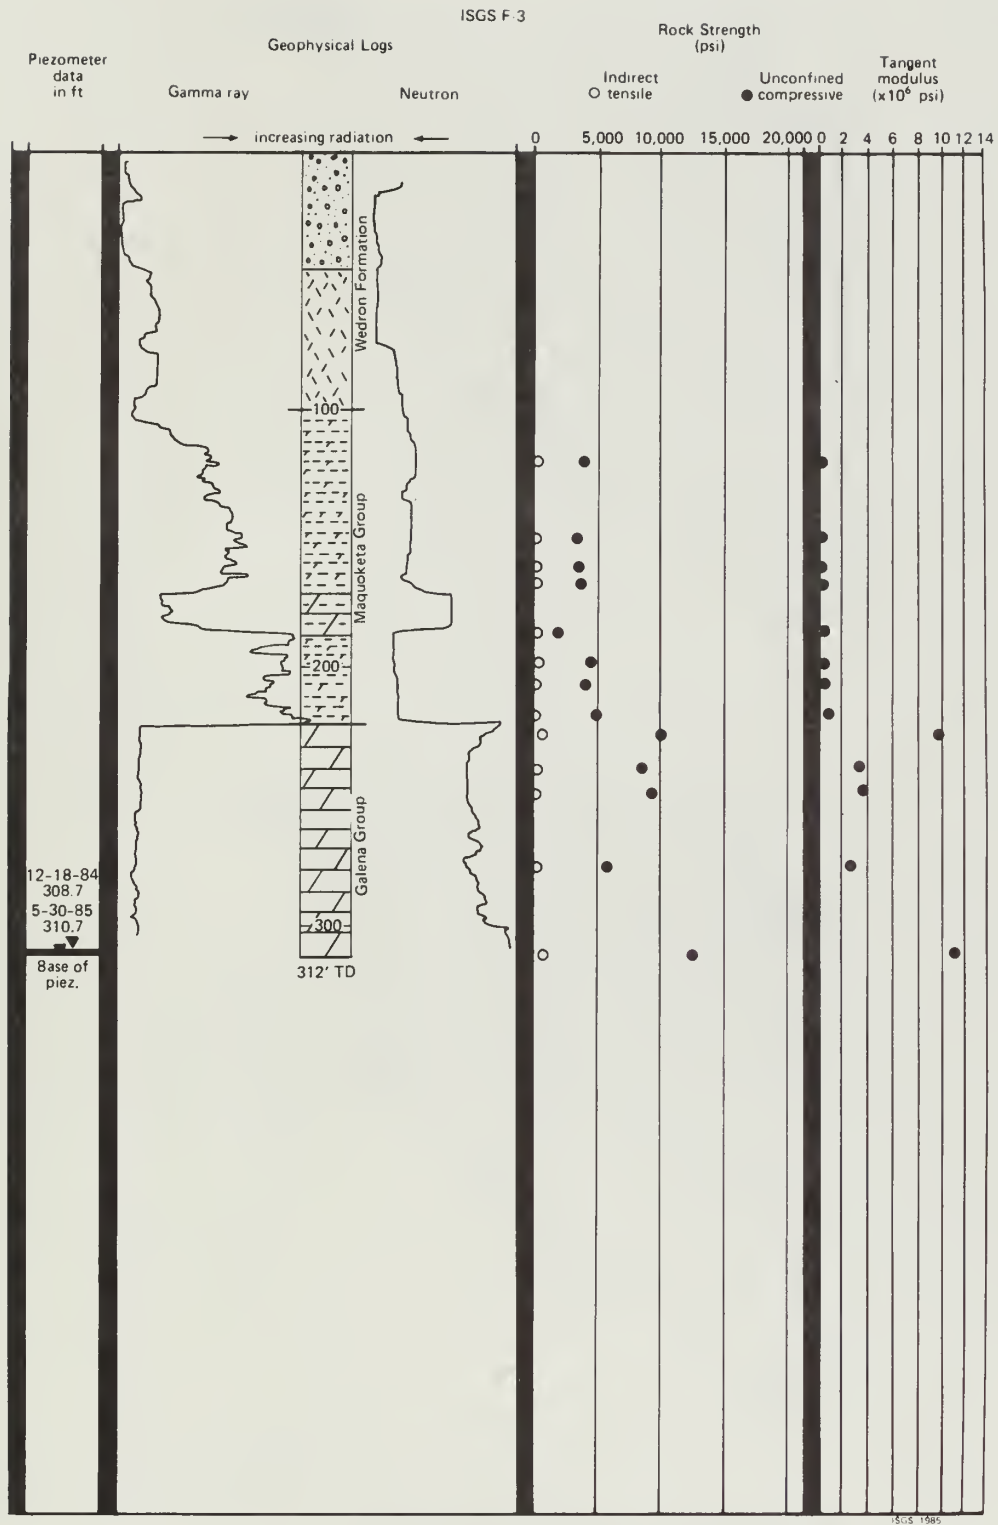 ISGS F-3
Geophysical Logs
Rock Strength
(psi)
Piezometer
data
in ft
Gamma ray
Neutron
Indirect
○ tensile
Unconfined
● compressive
Tangent
modulus
(x10⁶ psi)
→ increasing radiation ←
0 5,000 10,000 15,000 20,000 0 2 4 6 8 10 12 14
Wedron Formation
100
Maquoketa Group
200
Galena Group
12-18-84
308.7
5-30-85
310.7
300
Base of
piez.
312' TD
ISGS 1985